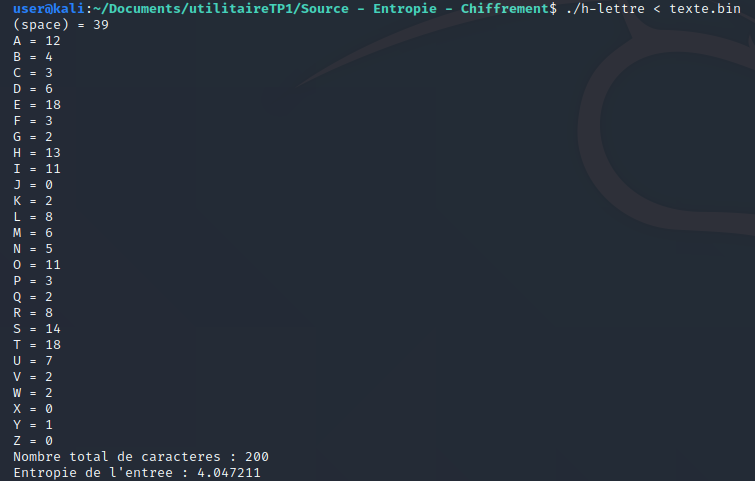 user@kali:~/Documents/utilitaireTP1/Source - Entropie - Chiffrement$ ./h-lettre < texte.bin
(space) = 39
A = 12
B = 4
C = 3
D = 6
E = 18
F = 3
G = 2
H = 13
I = 11
J = 0
K = 2
L = 8
M = 6
N = 5
O = 11
P = 3
Q = 2
R = 8
S = 14
T = 18
U = 7
V = 2
W = 2
X = 0
Y = 1
Z = 0
Nombre total de caracteres : 200
Entropie de l'entree : 4.047211